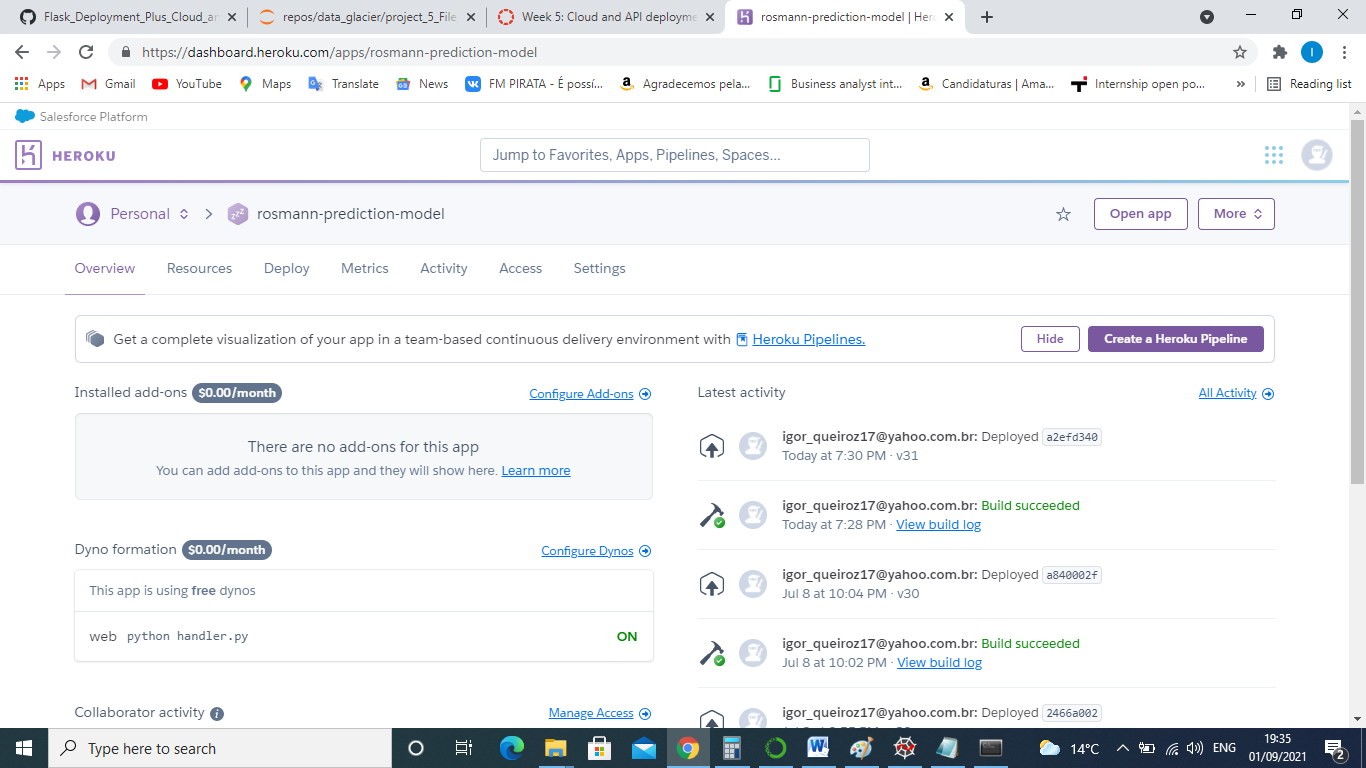 Flask_Deployment_Plus_Cloud_ar
repos/data_glacier/project_5_File
Week 5: Cloud and API deployme
rosmann-prediction-model | Her
https://dashboard.heroku.com/apps/rosmann-prediction-model
I
Apps
Gmail
YouTube
Maps
Translate
News
FM PIRATA - É possí...
Agradecemos pela...
Business analyst int...
Candidaturas | Ama...
Internship open po...
»
Reading list
Salesforce Platform
HEROKU
Jump to Favorites, Apps, Pipelines, Spaces...
Personal
rosmann-prediction-model
Open app
More
Overview
Resources
Deploy
Metrics
Activity
Access
Settings
Get a complete visualization of your app in a team-based continuous delivery environment with Heroku Pipelines.
Hide
Create a Heroku Pipeline
Installed add-ons $0.00/month
Configure Add-ons
There are no add-ons for this app
You can add add-ons to this app and they will show here. Learn more
Dyno formation $0.00/month
Configure Dynos
This app is using free dynos
web python handler.py
ON
Collaborator activity
Manage Access
Latest activity
All Activity
igor_queiroz17@yahoo.com.br: Deployed a2efd340
Today at 7:30 PM · v31
igor_queiroz17@yahoo.com.br: Build succeeded
Today at 7:28 PM · View build log
igor_queiroz17@yahoo.com.br: Deployed a840002f
Jul 8 at 10:04 PM · v30
igor_queiroz17@yahoo.com.br: Build succeeded
Jul 8 at 10:02 PM · View build log
igor_queiroz17@yahoo.com.br: Deployed 2466a002
Type here to search
14°C
ENG
19:35
01/09/2021
2